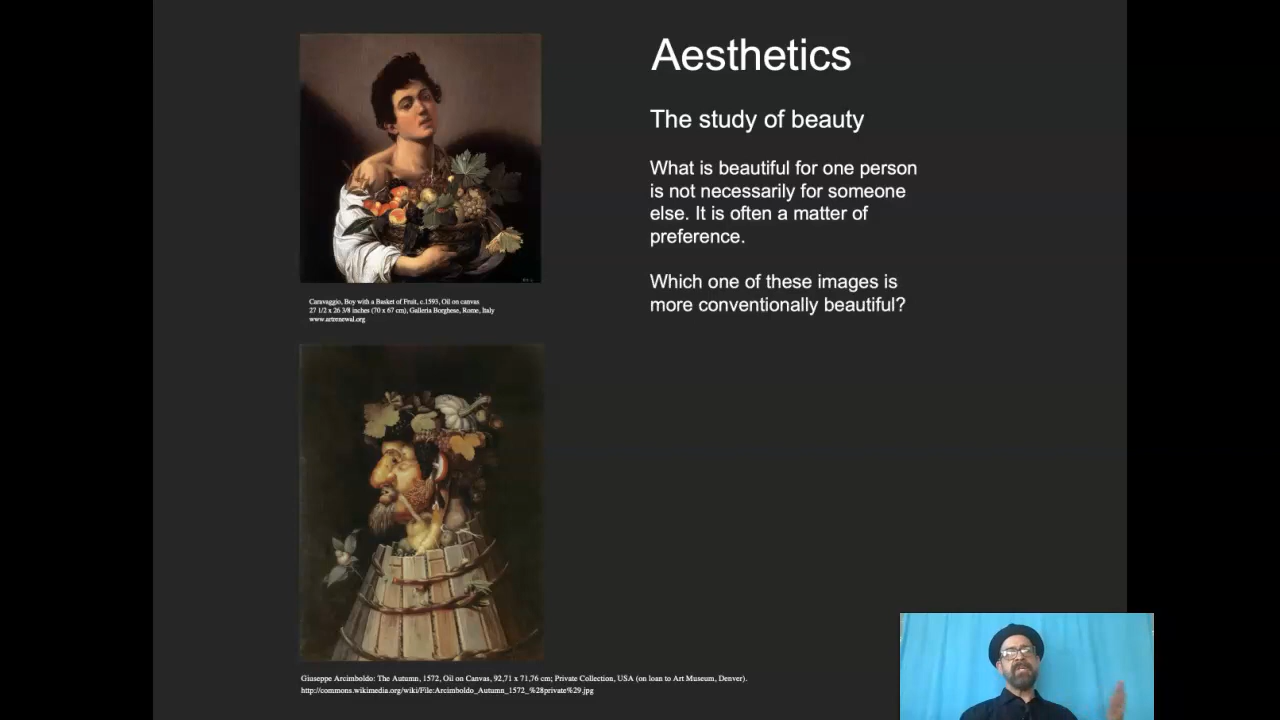 Aesthetics
The study of beauty
What is beautiful for one person
is not necessarily for someone
else. It is often a matter of
preference.
Which one of these images is
more conventionally beautiful?
Caravaggio, Boy with a Basket of Fruit, c.1593, Oil on canvas
27 1/2 x 26 3/8 inches (70 x 67 cm), Galleria Borghese, Rome, Italy
www.artrenewal.org
Giuseppe Arcimboldo: The Autumn, 1572, Oil on Canvas, 92,71 x 71,76 cm; Private Collection, USA (on loan to Art Museum, Denver).
http://commons.wikimedia.org/wiki/File:Arcimboldo_Autumn_1572_%28private%29.jpg